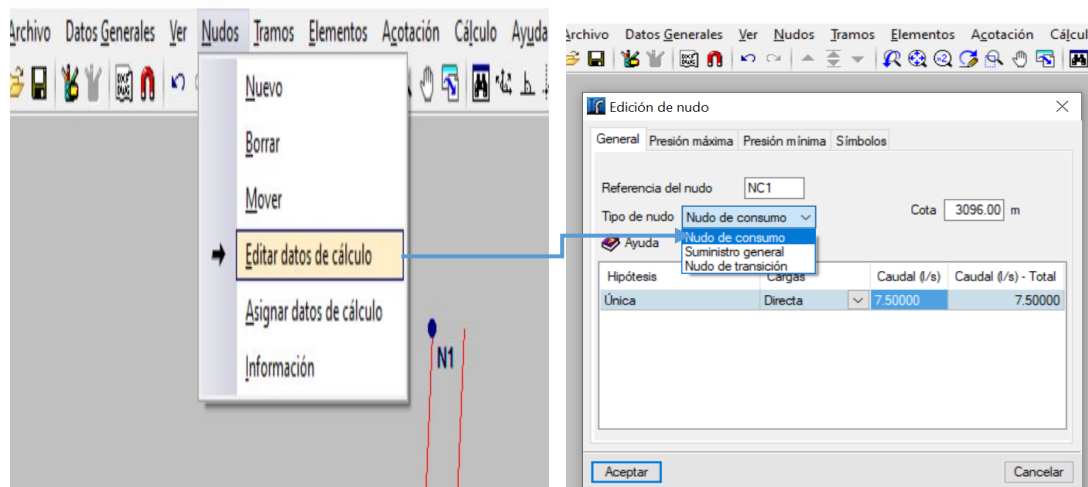 Archivo Datos Generales Ver Nudos Tramos Elementos Acotación Cálculo Ayuda
Nuevo
Borrar
Mover
Editar datos de cálculo
Asignar datos de cálculo
Información
N1
Archivo Datos Generales Ver Nudos Tramos Elementos Acotación Cálcul
Edición de nudo
General Presión máxima Presión mínima Símbolos
Referencia del nudo NC1
Tipo de nudo Nudo de consumo Cota 3096.00 m
Ayuda
Nudo de consumo
Suministro general
Nudo de transición
Hipótesis Cargas Caudal (l/s) Caudal (l/s) - Total
Única Directa 7.50000 7.50000
Aceptar Cancelar